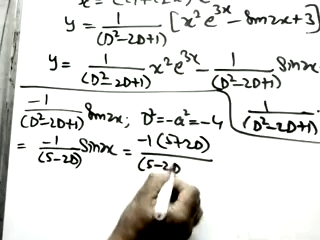 y = 1/(D²-2D+1) [x²e^3x - sin2x + 3]
y = 1/(D²-2D+1) x²e^3x - 1/(D²-2D+1) sin2x
-1/(D²-2D+1) sin2x; D²=-a²=-4
1/(D²-2D+1)
= -1/(5-2D) sin2x = -1(5+2D)/(5-2D